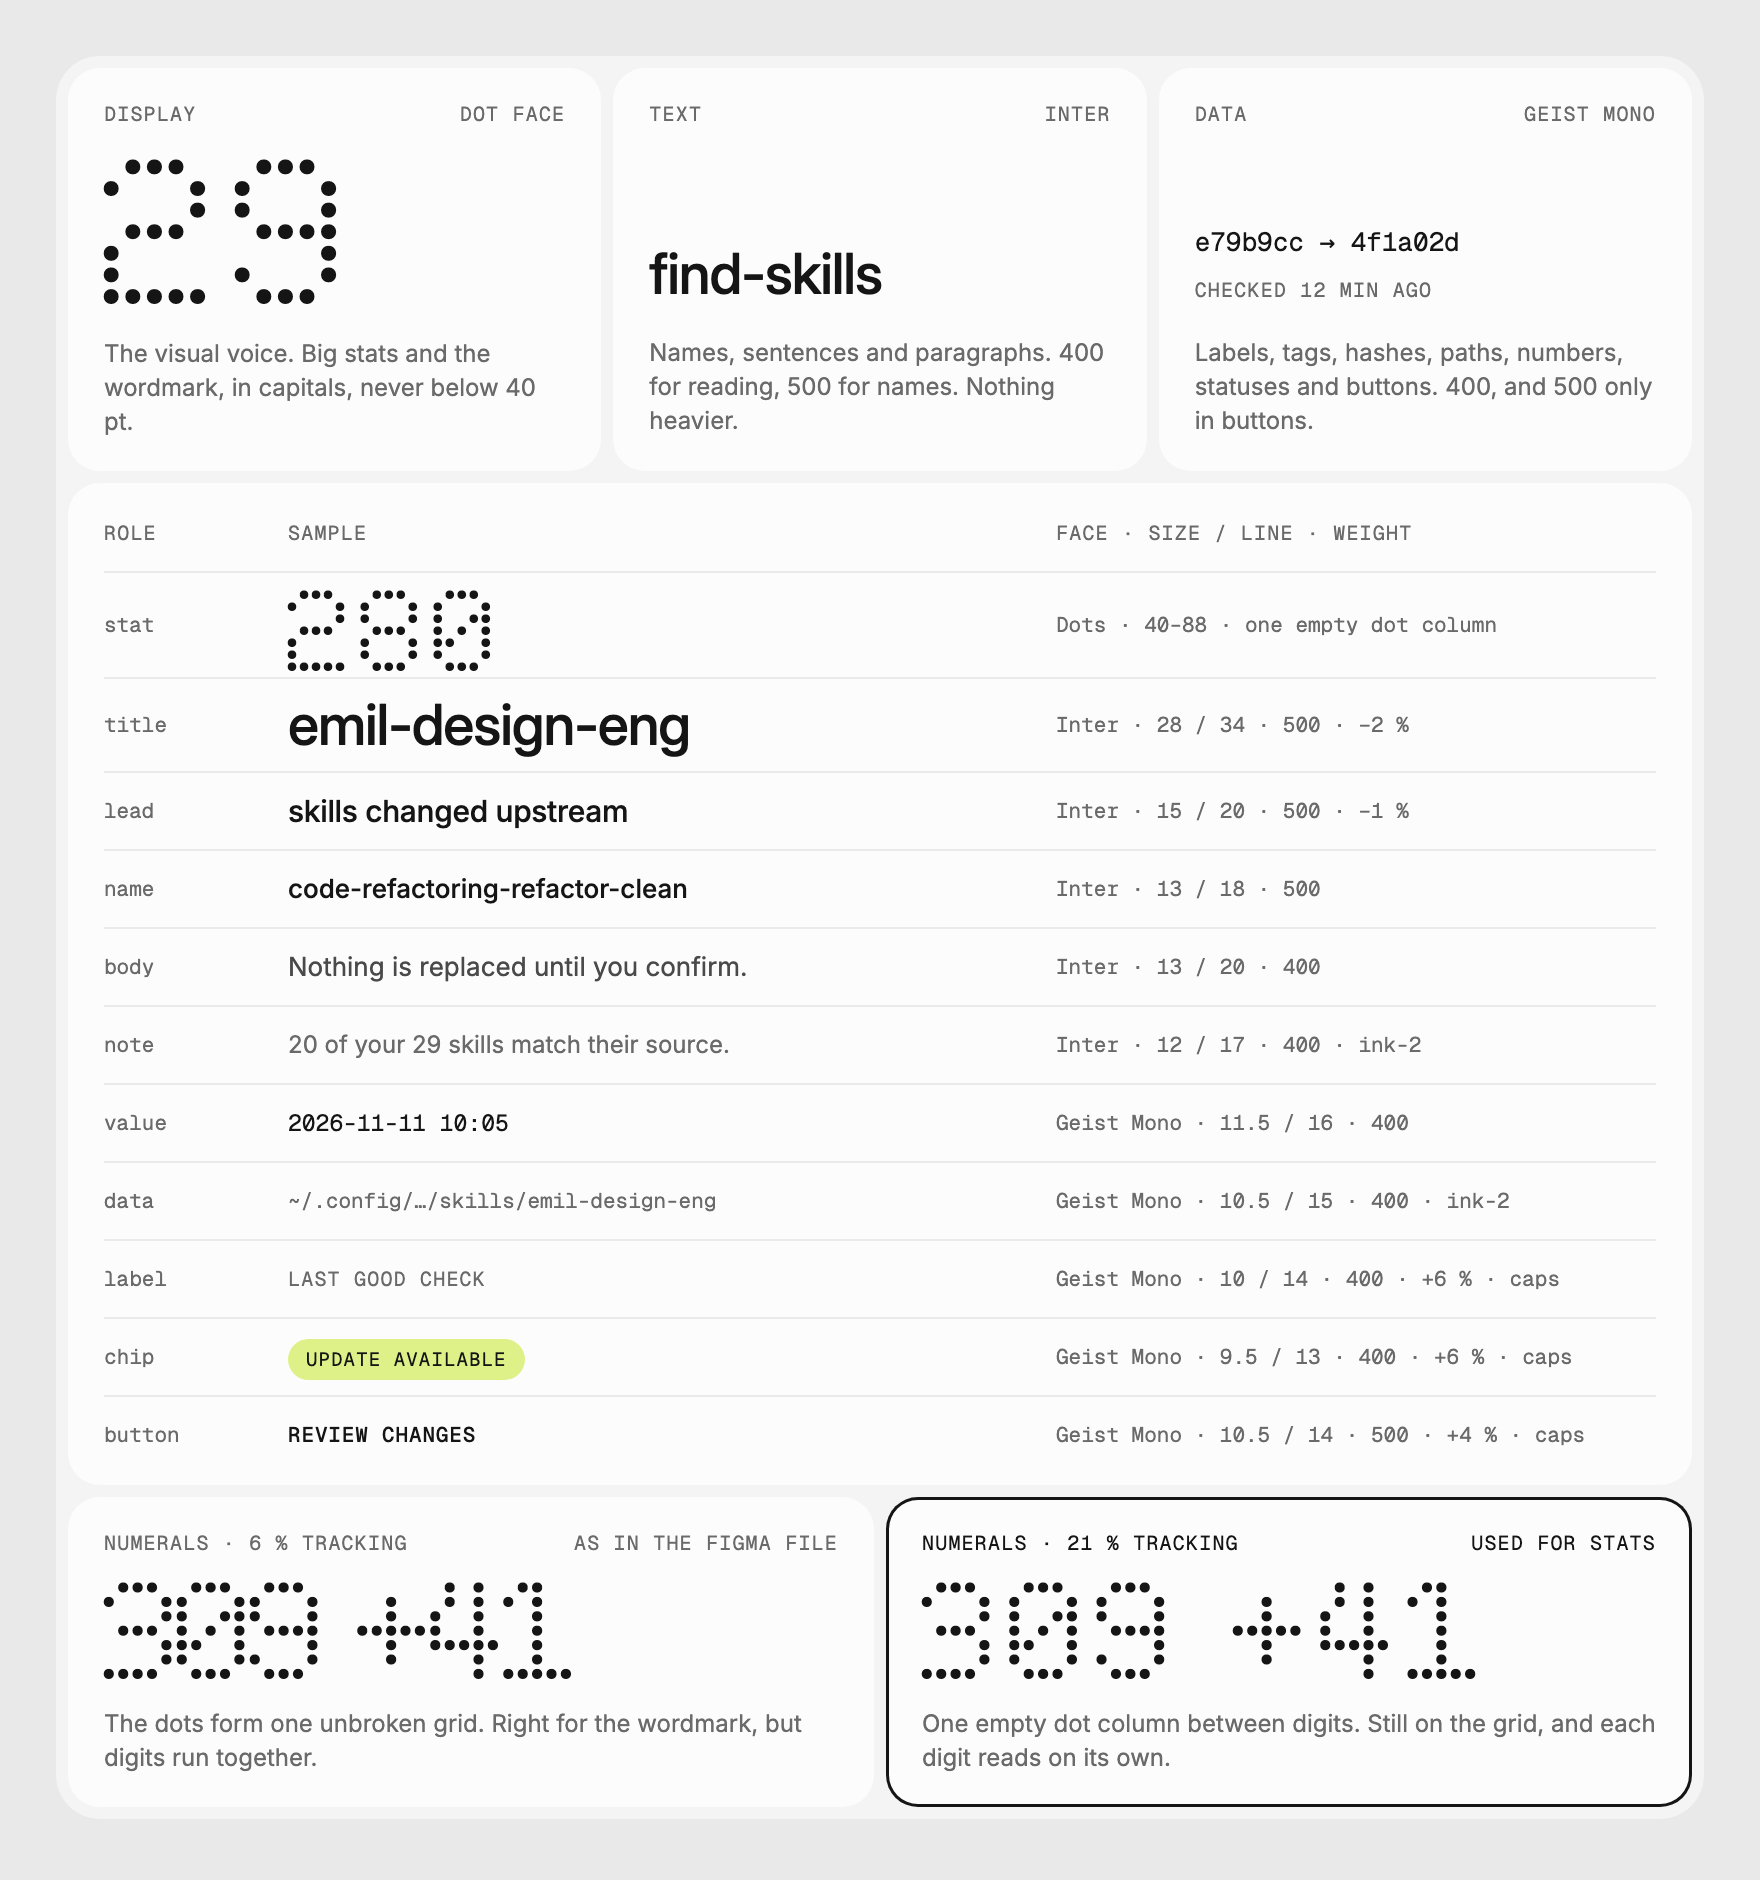 DISPLAY DOT FACE
29
The visual voice. Big stats and the
wordmark, in capitals, never below 40
pt.
TEXT INTER
find-skills
Names, sentences and paragraphs. 400
for reading, 500 for names. Nothing
heavier.
DATA GEIST MONO
e79b9cc → 4f1a02d
CHECKED 12 MIN AGO
Labels, tags, hashes, paths, numbers,
statuses and buttons. 400, and 500 only
in buttons.
ROLE SAMPLE FACE · SIZE / LINE · WEIGHT
stat 280 Dots · 40–88 · one empty dot column
title emil-design-eng Inter · 28 / 34 · 500 · −2 %
lead skills changed upstream Inter · 15 / 20 · 500 · −1 %
name code-refactoring-refactor-clean Inter · 13 / 18 · 500
body Nothing is replaced until you confirm. Inter · 13 / 20 · 400
note 20 of your 29 skills match their source. Inter · 12 / 17 · 400 · ink-2
value 2026-11-11 10:05 Geist Mono · 11.5 / 16 · 400
data ~/.config/…/skills/emil-design-eng Geist Mono · 10.5 / 15 · 400 · ink-2
label LAST GOOD CHECK Geist Mono · 10 / 14 · 400 · +6 % · caps
chip UPDATE AVAILABLE Geist Mono · 9.5 / 13 · 400 · +6 % · caps
button REVIEW CHANGES Geist Mono · 10.5 / 14 · 500 · +4 % · caps
NUMERALS · 6 % TRACKING AS IN THE FIGMA FILE
309 +41
The dots form one unbroken grid. Right for the wordmark, but
digits run together.
NUMERALS · 21 % TRACKING USED FOR STATS
309 +41
One empty dot column between digits. Still on the grid, and each
digit reads on its own.